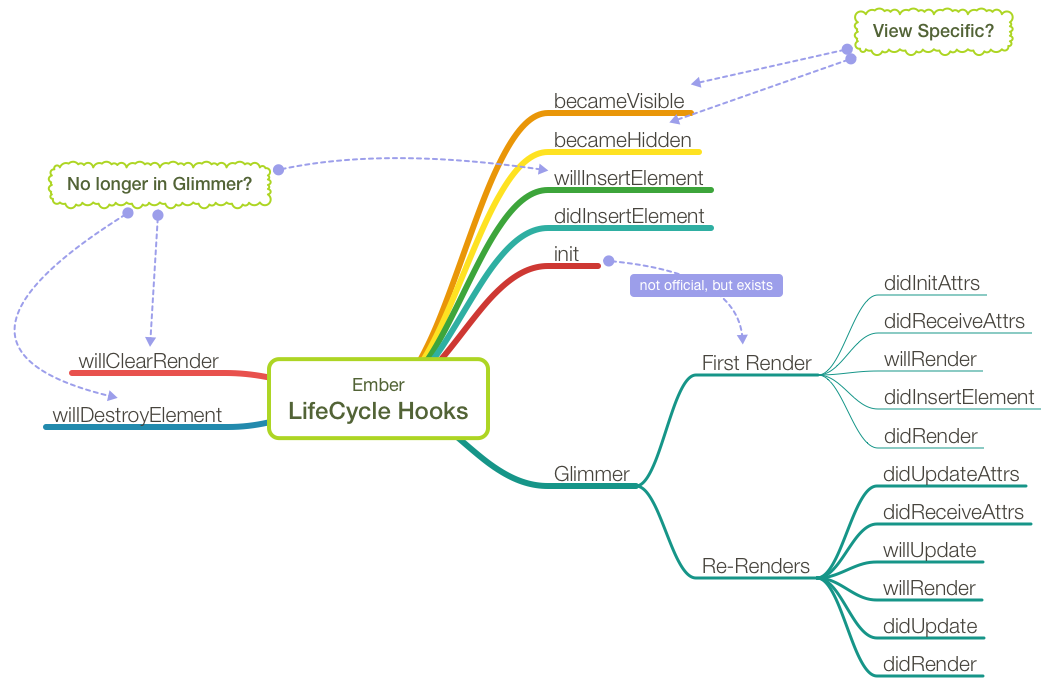 View Specific?
becameVisible
becameHidden
No longer in Glimmer?
willInsertElement
didInsertElement
init
not official, but exists
willClearRender
willDestroyElement
Ember
LifeCycle Hooks
Glimmer
First Render
didInitAttrs
didReceiveAttrs
willRender
didInsertElement
didRender
Re-Renders
didUpdateAttrs
didReceiveAttrs
willUpdate
willRender
didUpdate
didRender